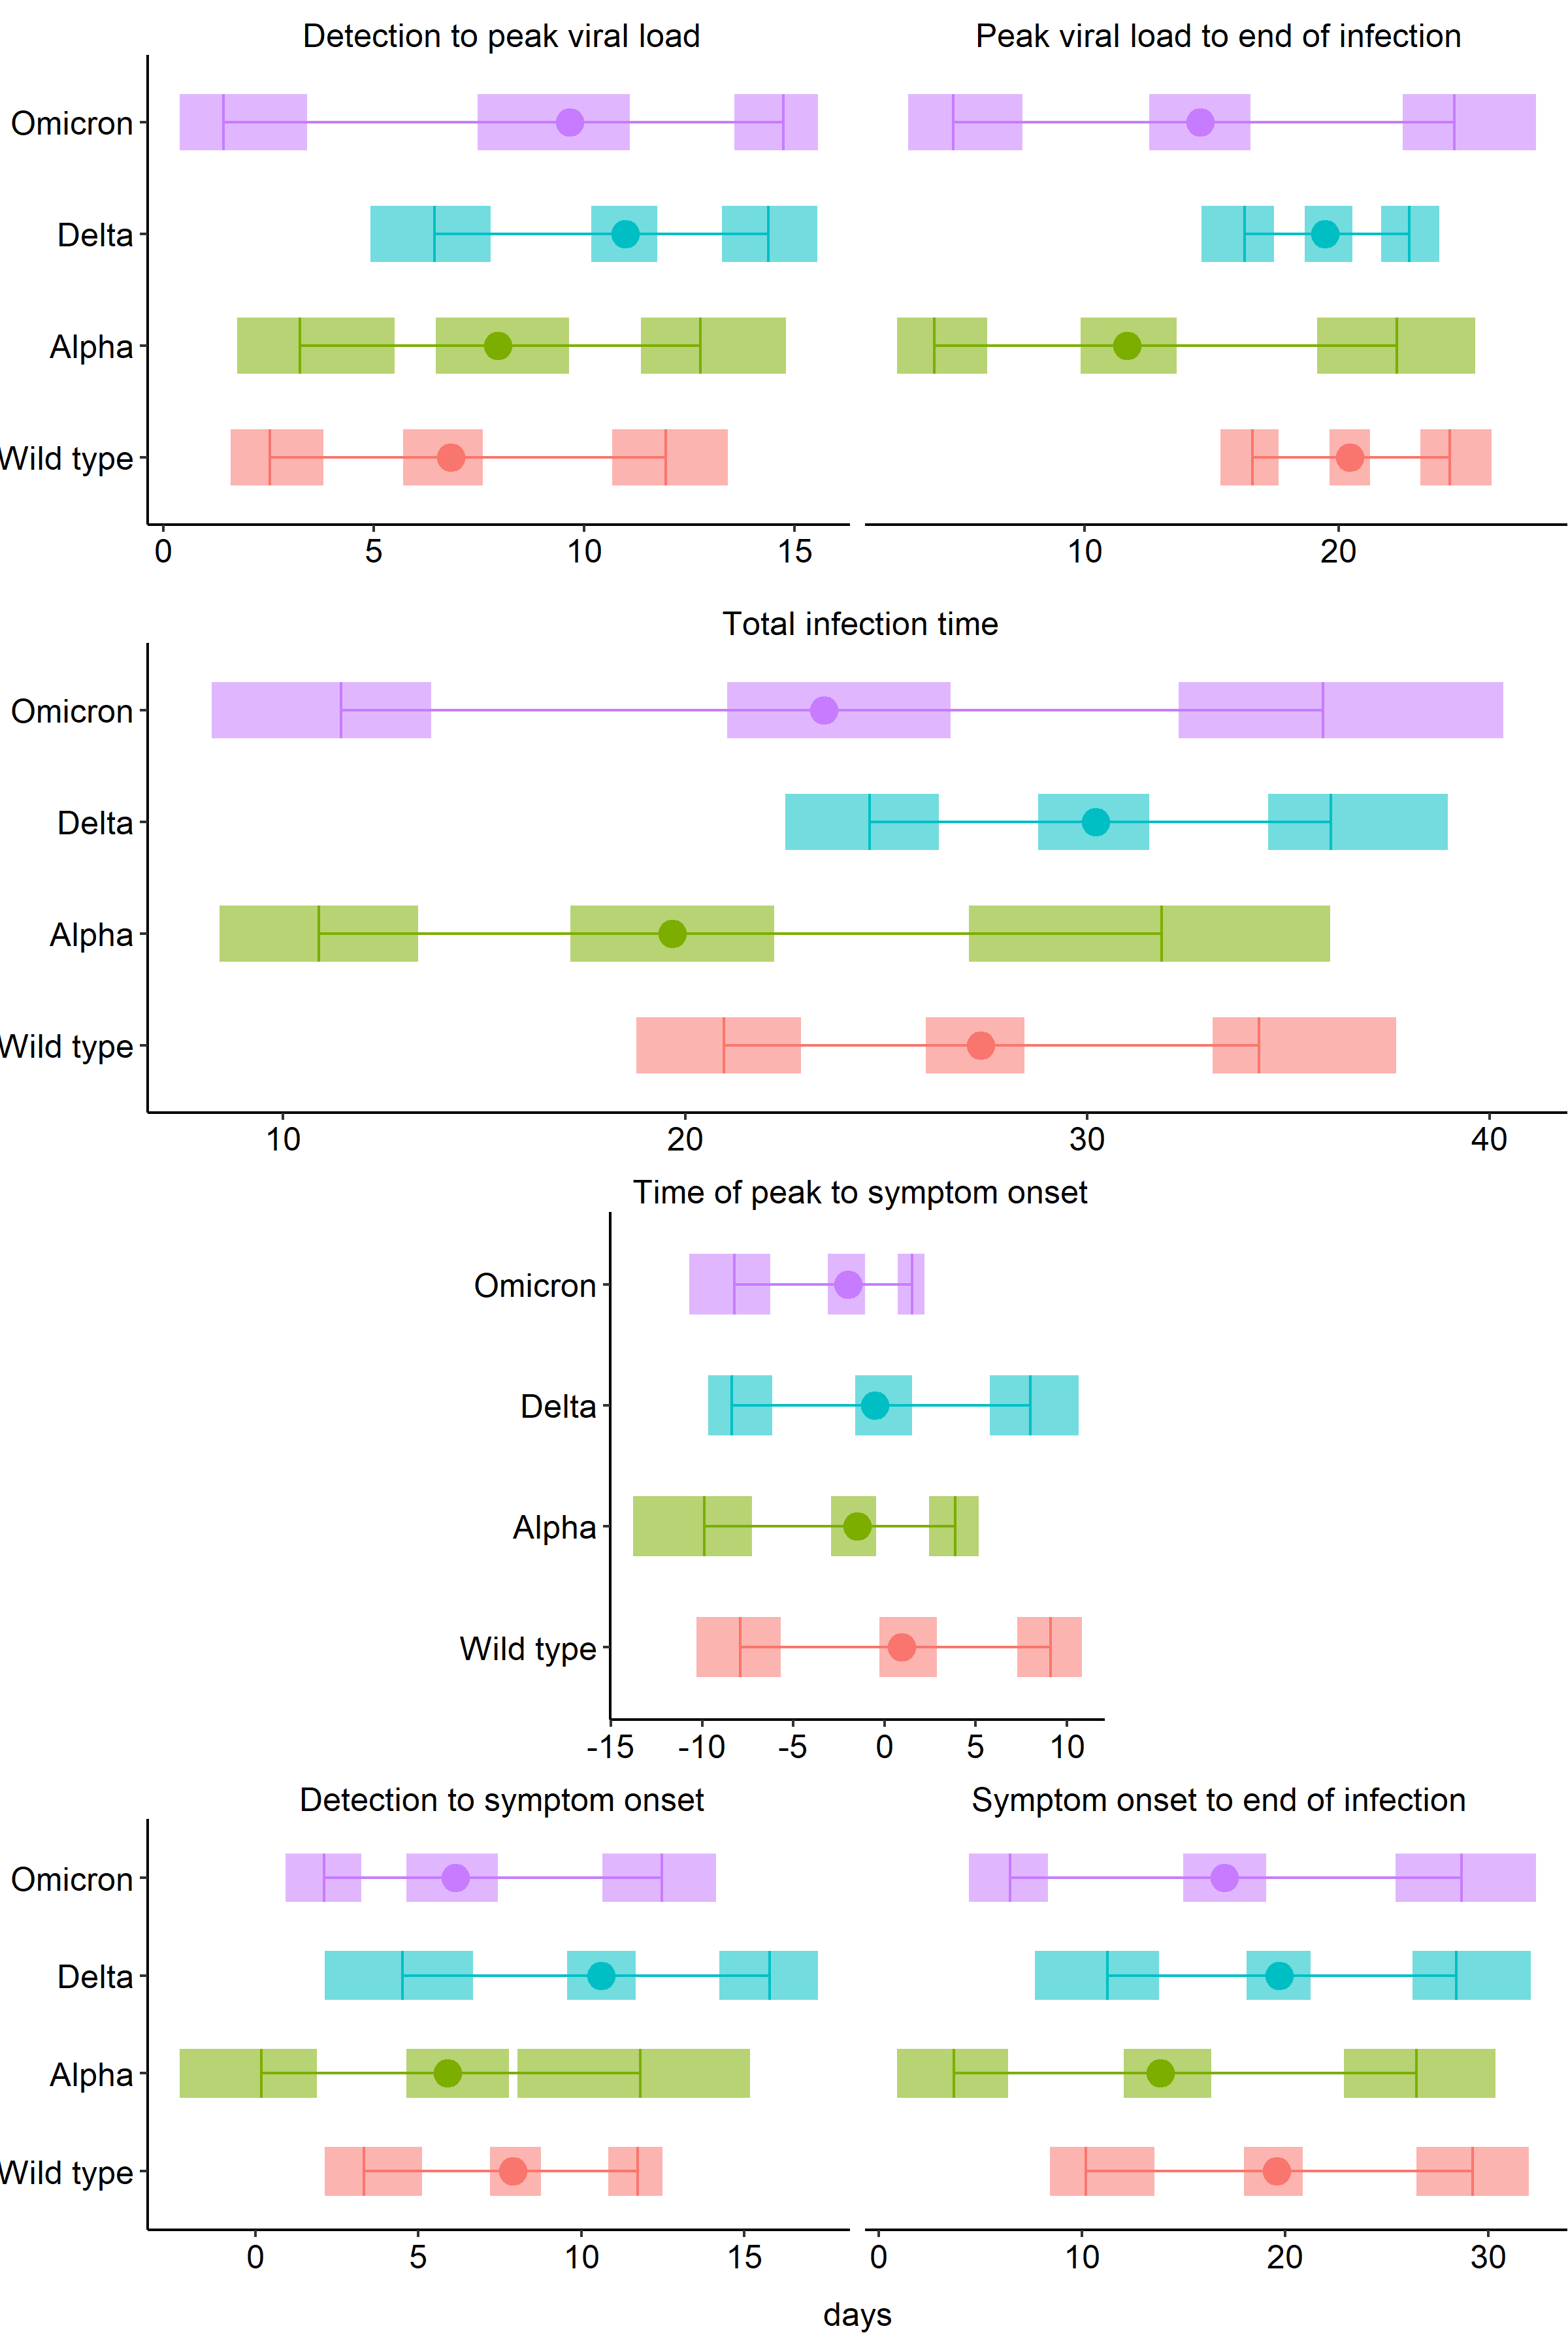 Detection to peak viral load
Peak viral load to end of infection
Omicron
Delta
Alpha
Wild type
0 5 10 15
10 20
Total infection time
Omicron
Delta
Alpha
Wild type
10 20 30 40
Time of peak to symptom onset
Omicron
Delta
Alpha
Wild type
-15 -10 -5 0 5 10
Detection to symptom onset
Symptom onset to end of infection
Omicron
Delta
Alpha
Wild type
0 5 10 15
0 10 20 30
days